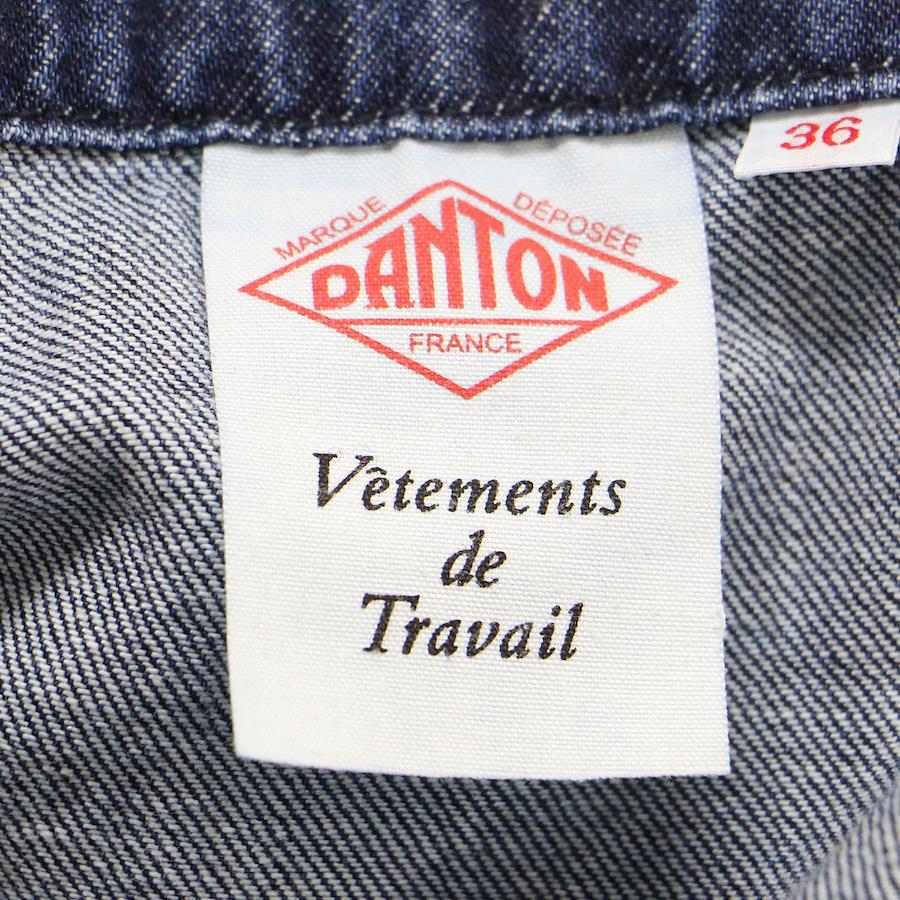 36
MARQUE DÉPOSÉE
DANTON
FRANCE
Vêtements
de
Travail